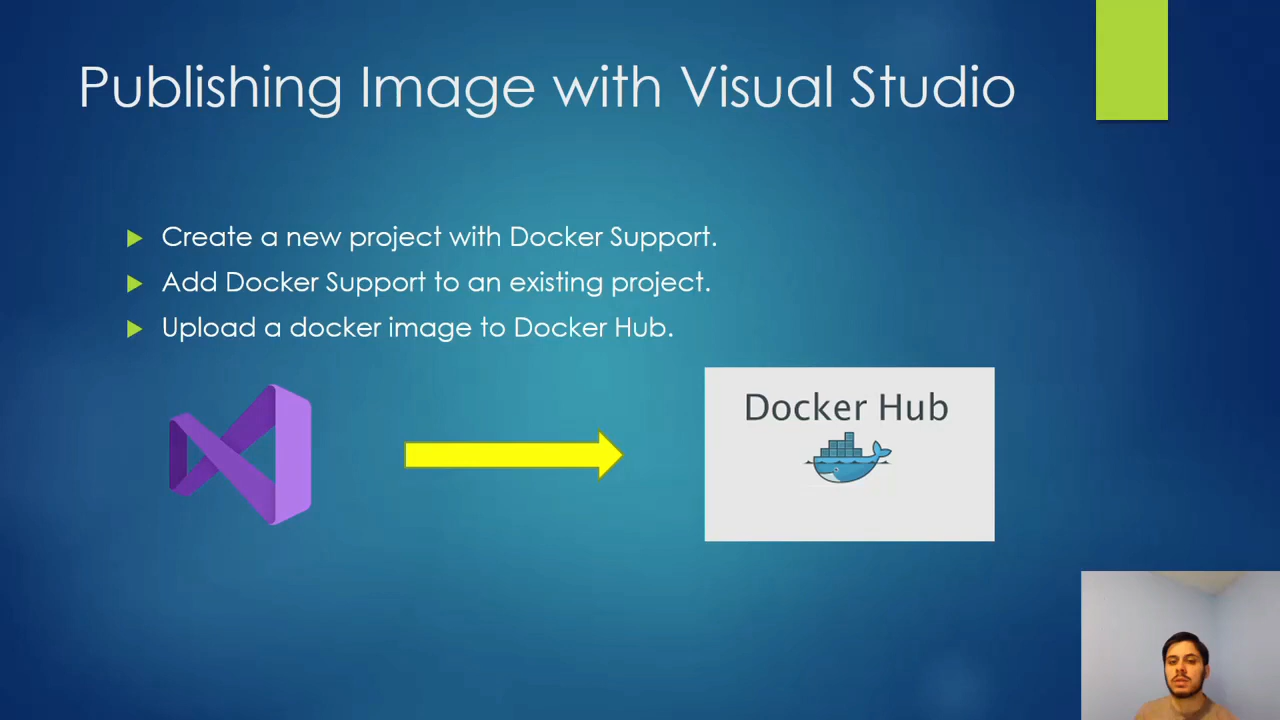 Publishing Image with Visual Studio
Create a new project with Docker Support.
Add Docker Support to an existing project.
Upload a docker image to Docker Hub.
Docker Hub